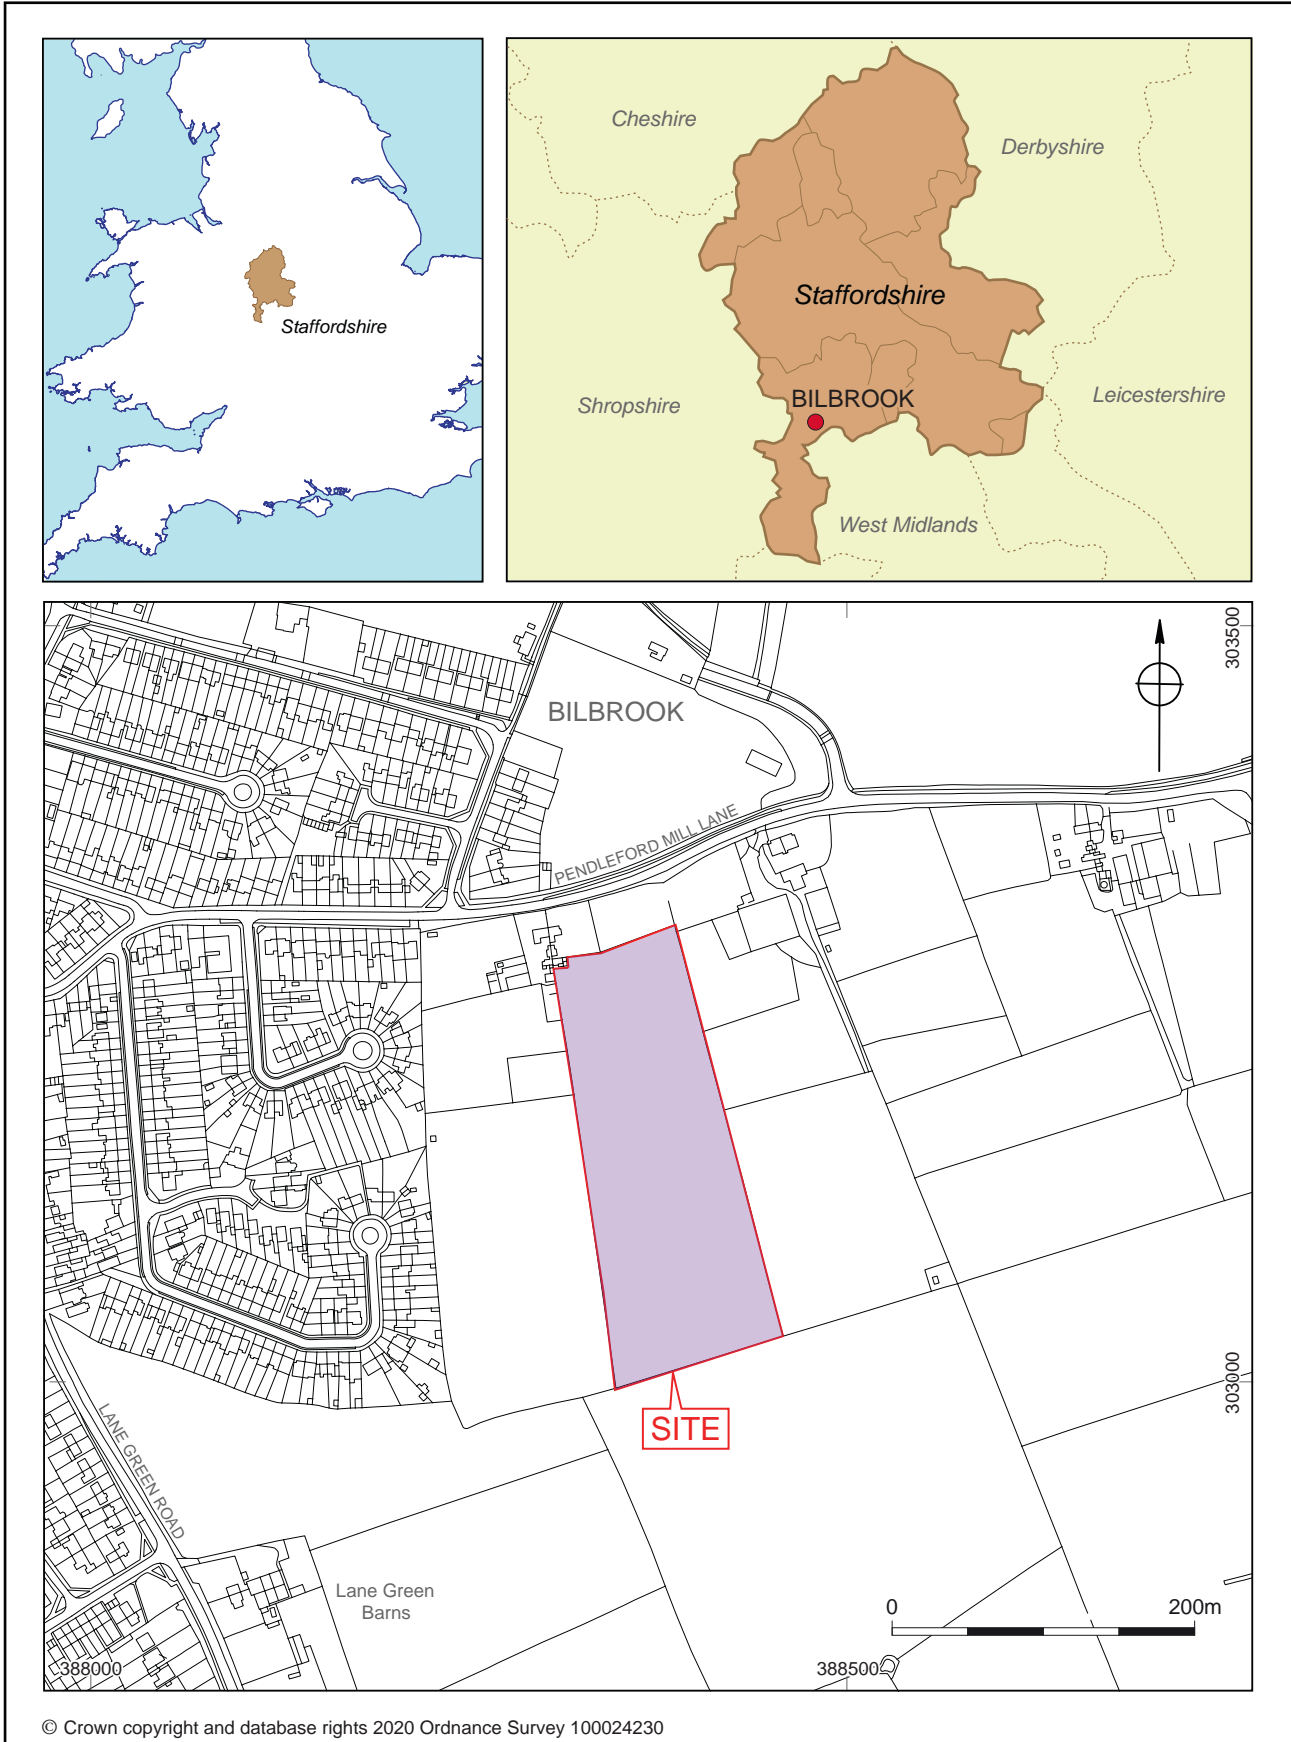 Staffordshire
Cheshire
Derbyshire
Staffordshire
BILBROOK
Shropshire
Leicestershire
West Midlands
303500
BILBROOK
PENDLEFORD MILL LANE
SITE
303000
LANE GREEN ROAD
Lane Green
Barns
0 200m
388000
388500
© Crown copyright and database rights 2020 Ordnance Survey 100024230